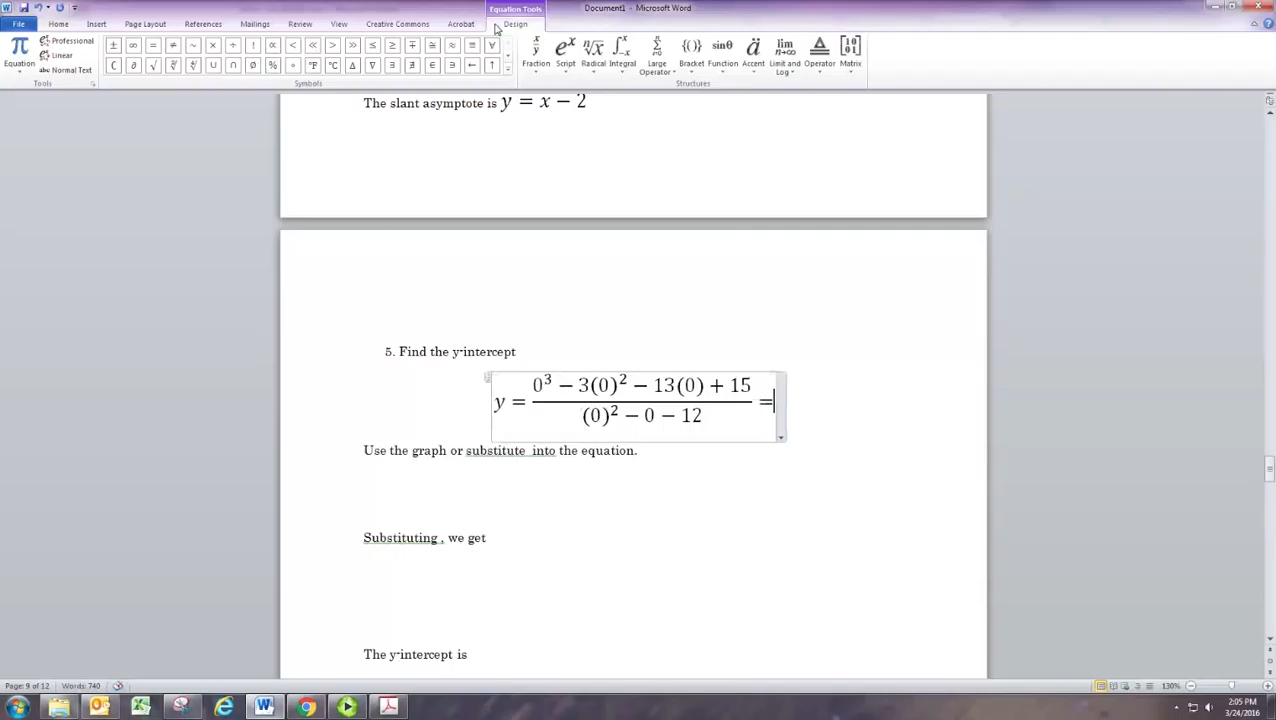 Equation Tools
Document1 - Microsoft Word
File Home Insert Page Layout References Mailings Review View Creative Commons Acrobat Design
π Equation
Professional
Linear
abc Normal Text
± ∞ = ≠ ~ × ÷ ! ∝ < ≪ > ≫ ≤ ≥ ∓ ≅ ≈ ≡ ∀
∁ ∂ √ ∛ ∜ ∪ ∩ ∅ % ° °F °C ∆ ∇ ∃ ∄ ∈ ∋ ← ↑
Fraction Script Radical Integral Large Operator Bracket Function Accent Limit and Log Operator Matrix
Tools Symbols Structures
The slant asymptote is y = x − 2
5. Find the y-intercept
y = (0³ − 3(0)² − 13(0) + 15) / ((0)² − 0 − 12) =
Use the graph or substitute into the equation.
Substituting , we get
The y-intercept is
Page: 9 of 12 Words: 740 130%
2:05 PM
3/24/2016